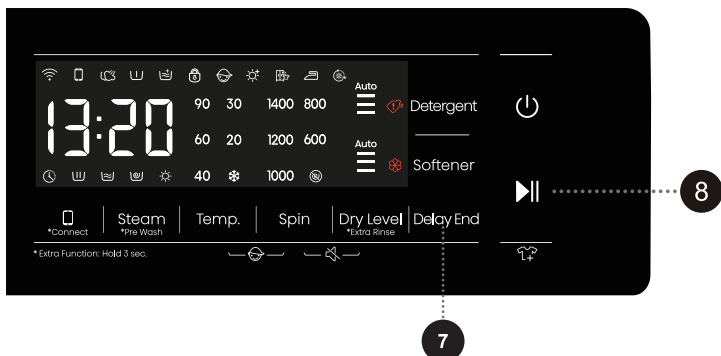 Auto
13:20
90 30 1400 800
Detergent
60 20 1200 600
Auto
Softener
40 1000
8
*Connect
Steam
*Pre Wash
Temp.
Spin
Dry Level
*Extra Rinse
Delay End
* Extra Function: Hold 3 sec.
7